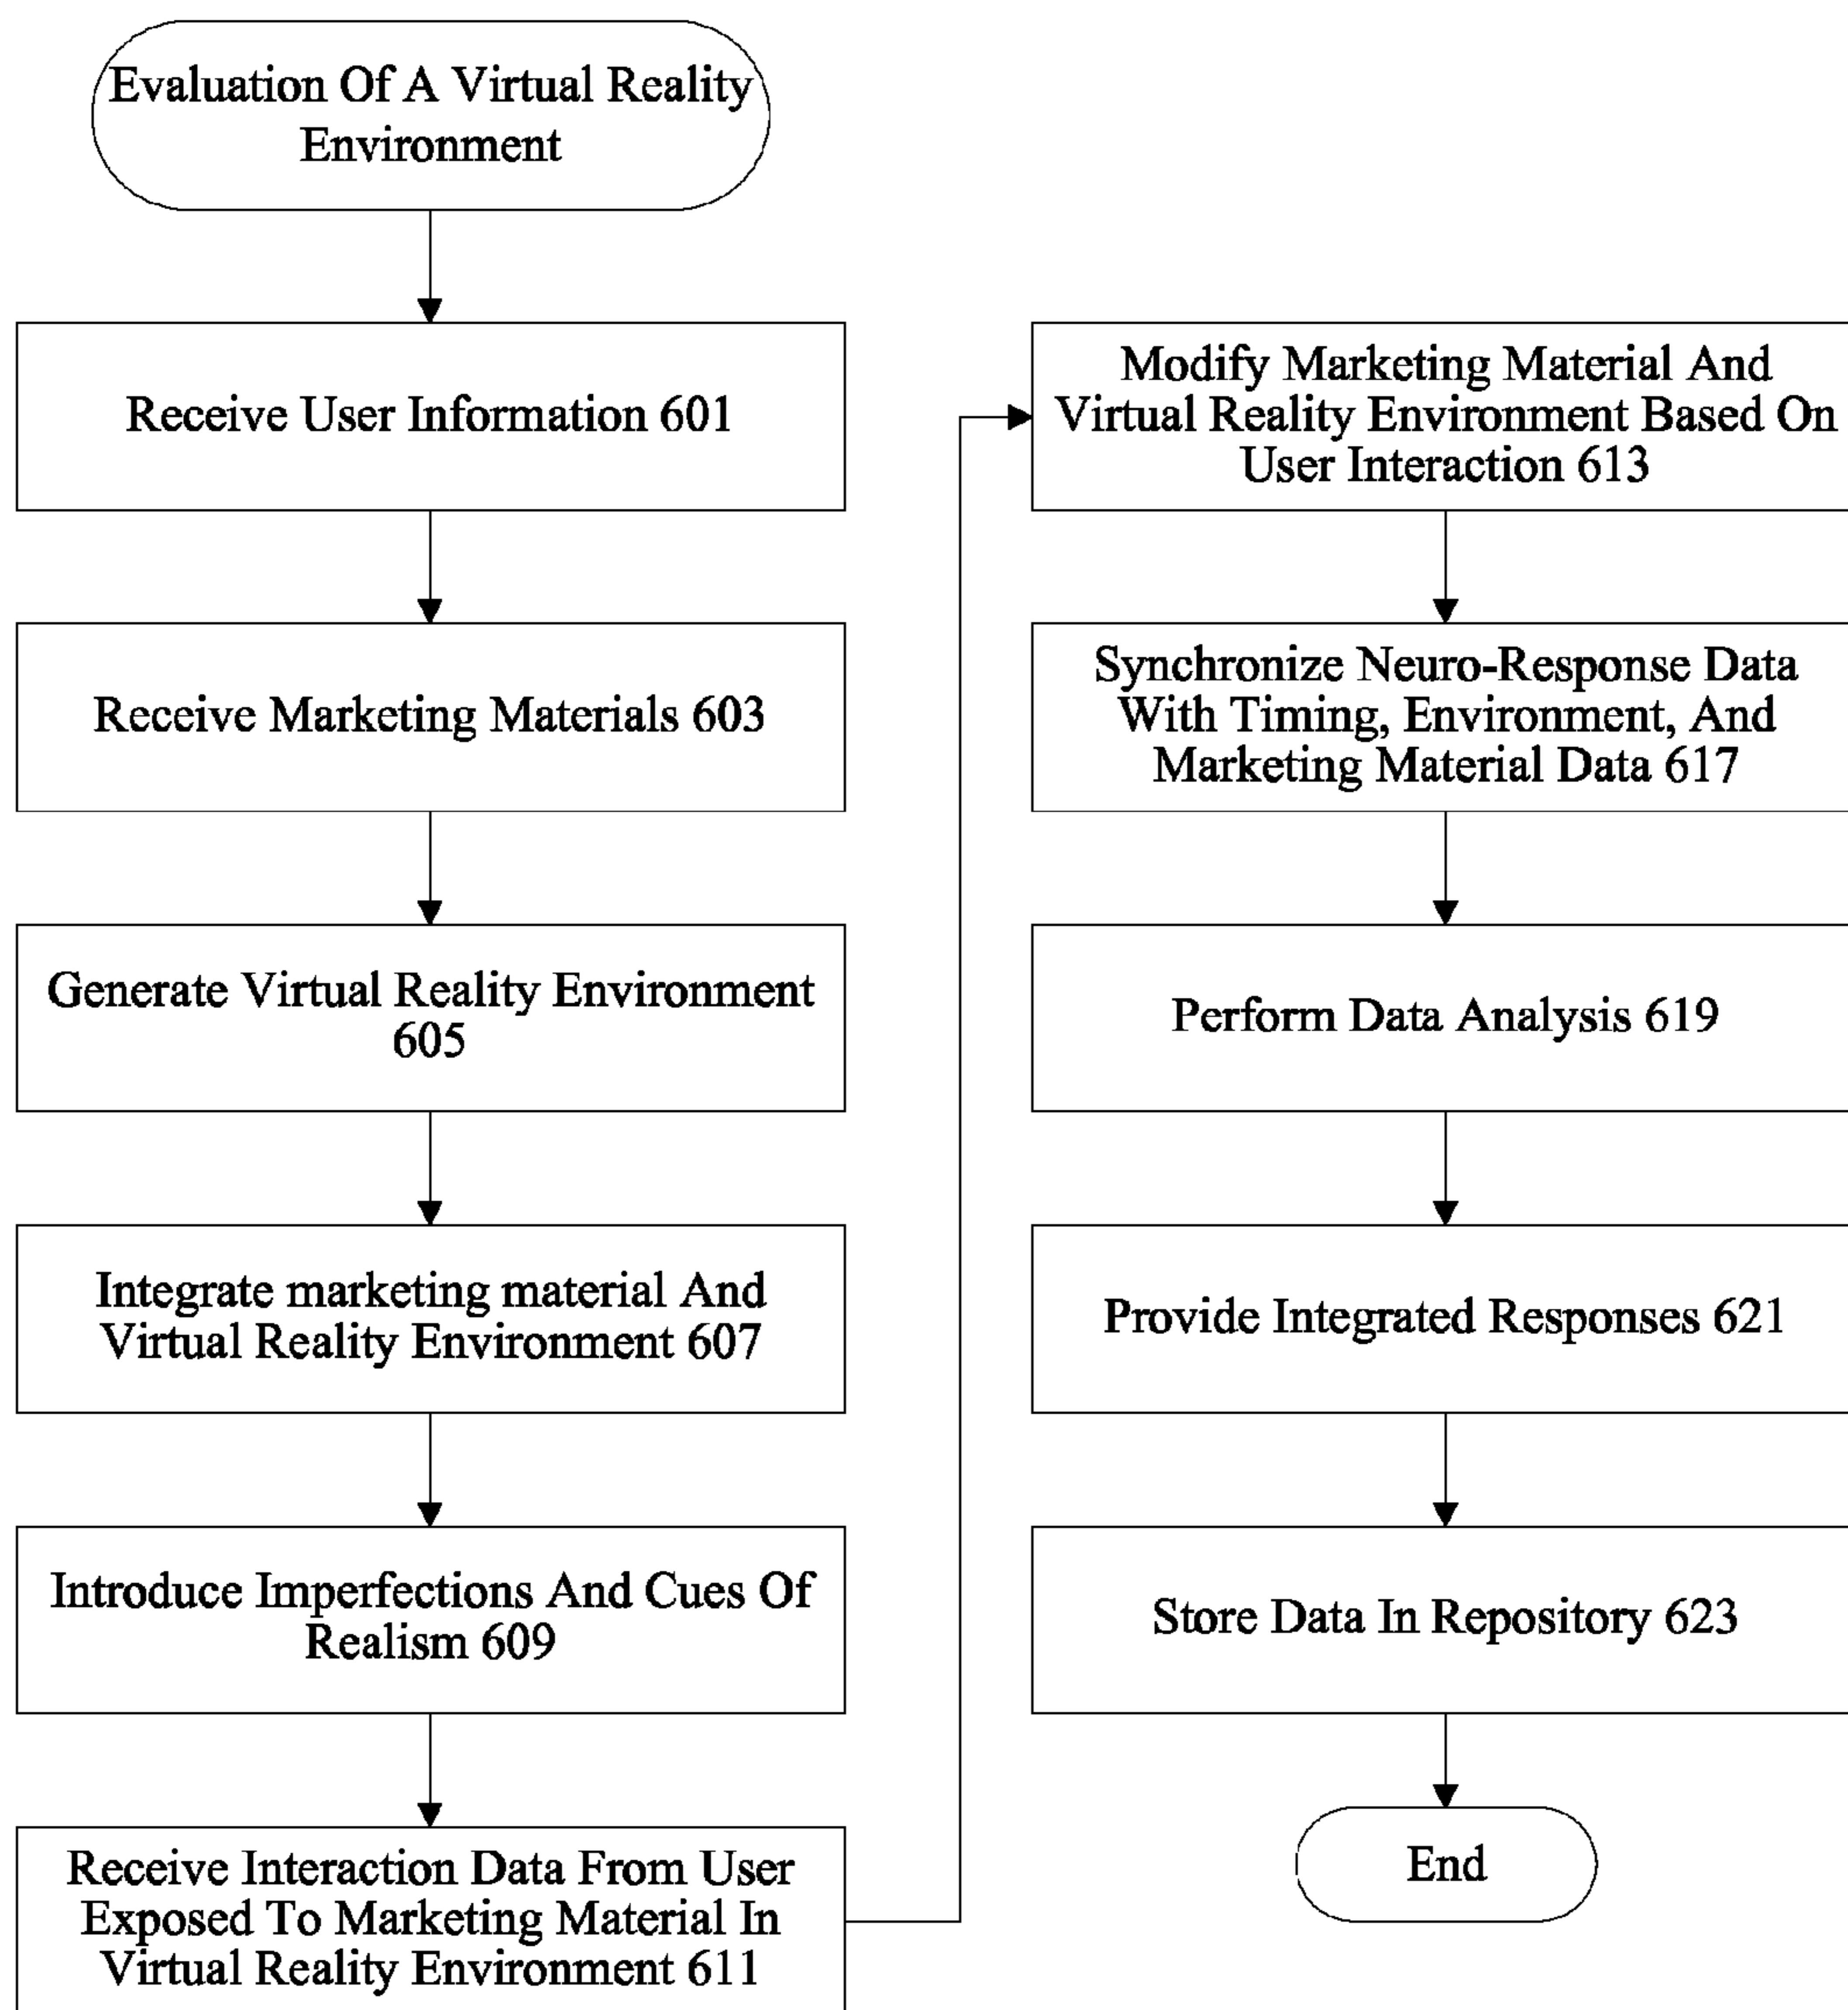 Evaluation Of A Virtual Reality
Environment
Receive User Information 601
Receive Marketing Materials 603
Generate Virtual Reality Environment
605
Integrate marketing material And
Virtual Reality Environment 607
Introduce Imperfections And Cues Of
Realism 609
Receive Interaction Data From User
Exposed To Marketing Material In
Virtual Reality Environment 611
Modify Marketing Material And
Virtual Reality Environment Based On
User Interaction 613
Synchronize Neuro-Response Data
With Timing, Environment, And
Marketing Material Data 617
Perform Data Analysis 619
Provide Integrated Responses 621
Store Data In Repository 623
End